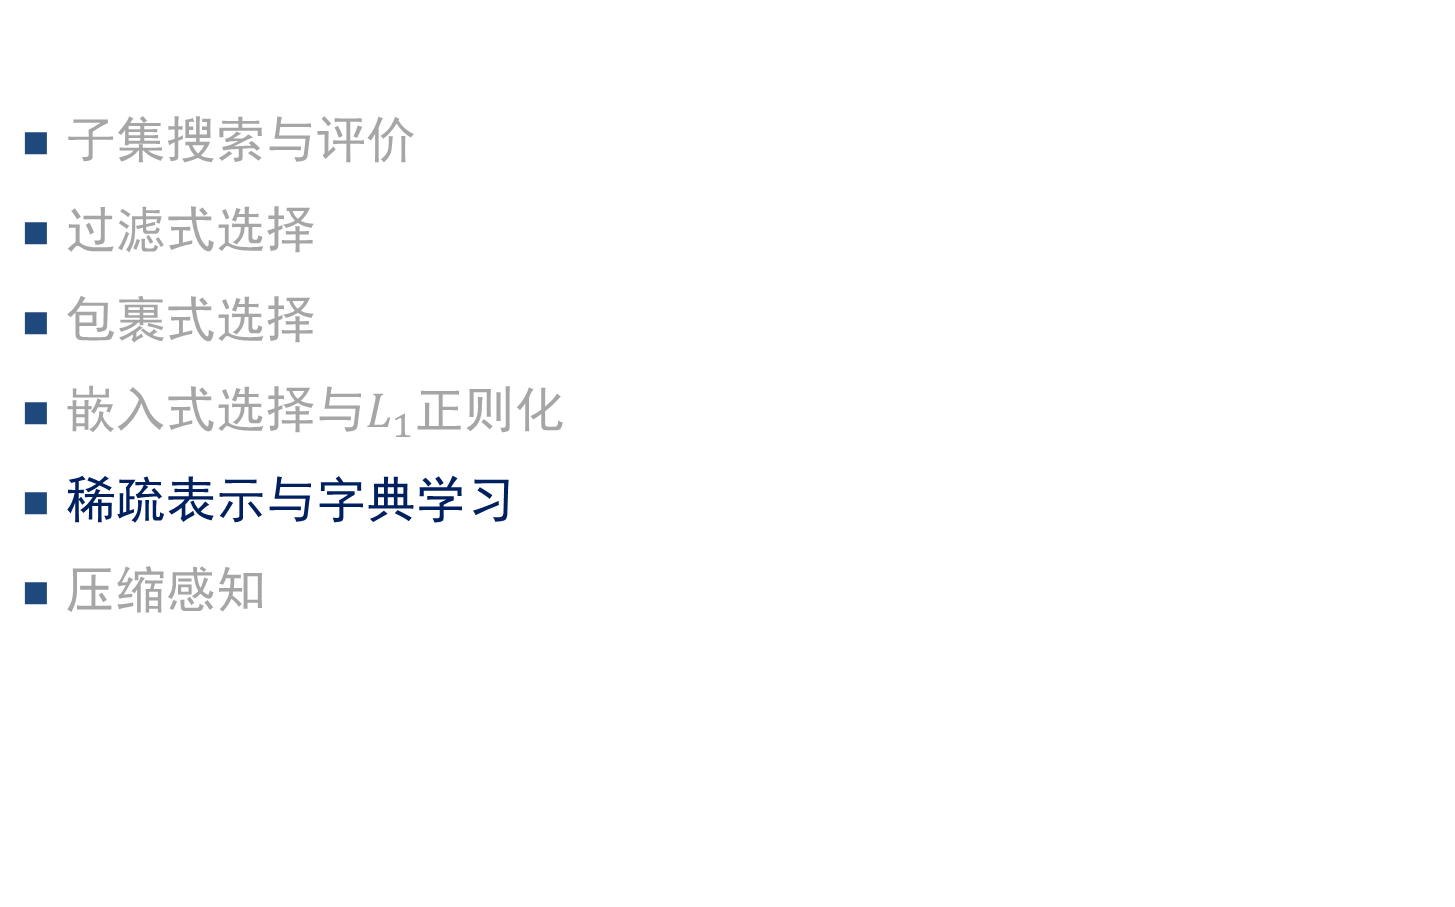 ■ 子集搜索与评价
■ 过滤式选择
■ 包裹式选择
■ 嵌入式选择与L₁正则化
■ 稀疏表示与字典学习
■ 压缩感知